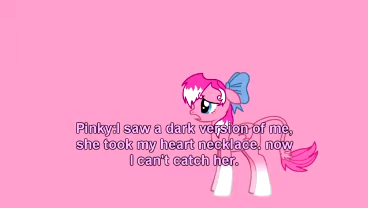 Pinky:I saw a dark version of me,
she took my heart necklace, now
I can't catch her.